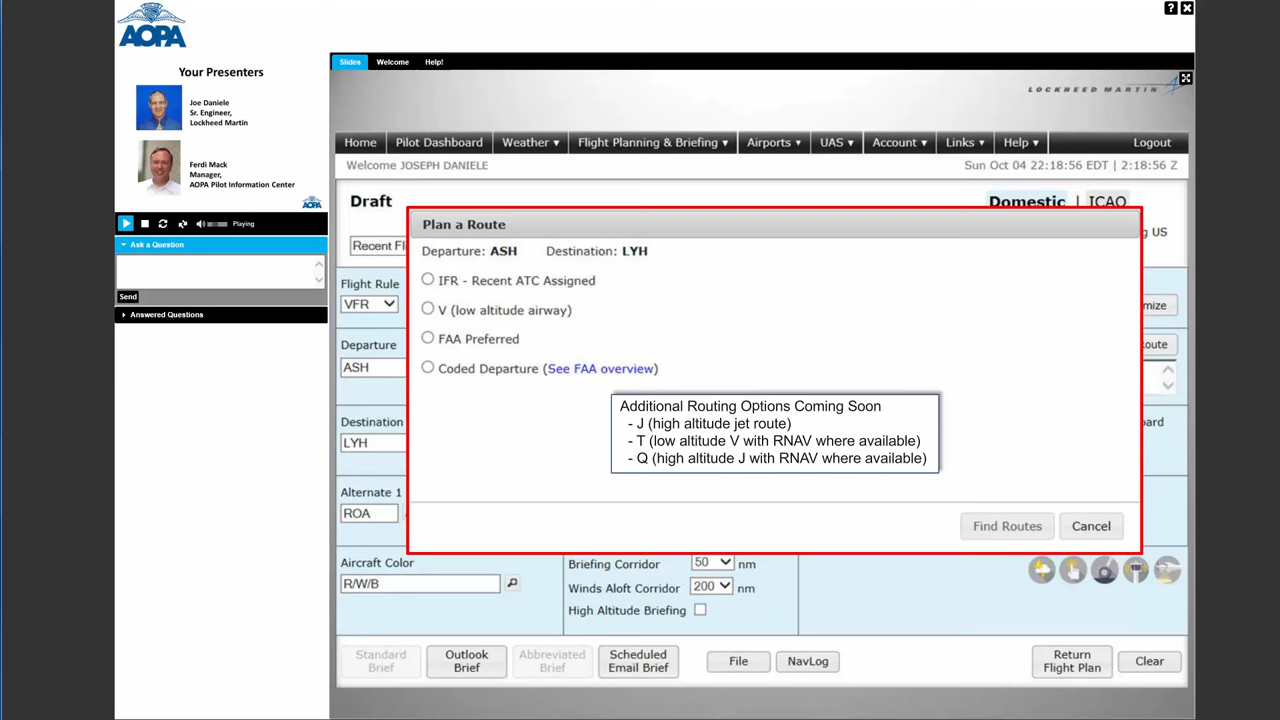 AOPA
Your Presenters
Joe Daniele
Sr. Engineer,
Lockheed Martin
Ferdi Mack
Manager,
AOPA Pilot Information Center
AOPA
Playing
Ask a Question
Send
Answered Questions
?
Slides Welcome Help!
LOCKHEED MARTIN
Home Pilot Dashboard Weather Flight Planning & Briefing Airports UAS Account Links Help Logout
Welcome JOSEPH DANIELE Sun Oct 04 22:18:56 EDT | 2:18:56 Z
Draft Domestic | ICAO
Recent Fl
g US
Flight Rule
VFR
mize
Departure
ASH
oute
Destination
LYH
ard
Alternate 1
ROA
Plan a Route
Departure: ASH Destination: LYH
IFR - Recent ATC Assigned
V (low altitude airway)
FAA Preferred
Coded Departure (See FAA overview)
Additional Routing Options Coming Soon
- J (high altitude jet route)
- T (low altitude V with RNAV where available)
- Q (high altitude J with RNAV where available)
Find Routes Cancel
Aircraft Color
R/W/B
Briefing Corridor 50 nm
Winds Aloft Corridor 200 nm
High Altitude Briefing
Standard
Brief
Outlook
Brief
Abbreviated
Brief
Scheduled
Email Brief
File
NavLog
Return
Flight Plan
Clear